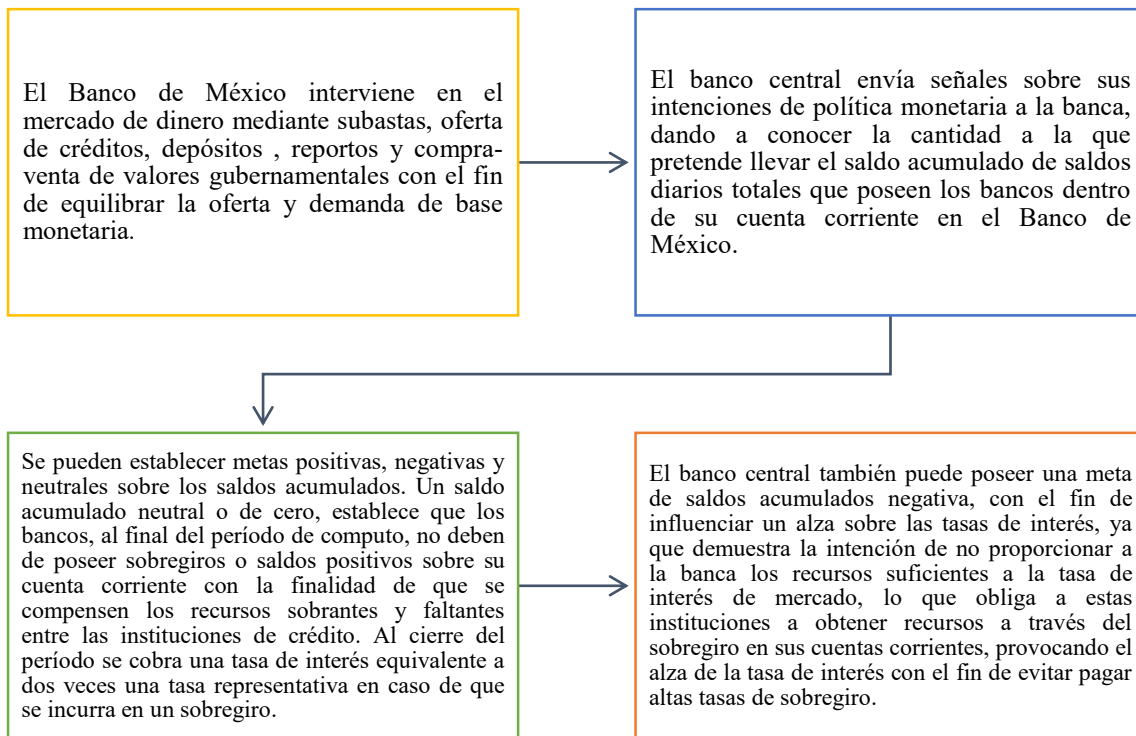 El Banco de México interviene en el
mercado de dinero mediante subastas, oferta
de créditos, depósitos , reportos y compra-
venta de valores gubernamentales con el fin
de equilibrar la oferta y demanda de base
monetaria.
El banco central envía señales sobre sus
intenciones de política monetaria a la banca,
dando a conocer la cantidad a la que
pretende llevar el saldo acumulado de saldos
diarios totales que poseen los bancos dentro
de su cuenta corriente en el Banco de
México.
Se pueden establecer metas positivas, negativas y
neutrales sobre los saldos acumulados. Un saldo
acumulado neutral o de cero, establece que los
bancos, al final del período de computo, no deben
de poseer sobregiros o saldos positivos sobre su
cuenta corriente con la finalidad de que se
compensen los recursos sobrantes y faltantes
entre las instituciones de crédito. Al cierre del
período se cobra una tasa de interés equivalente a
dos veces una tasa representativa en caso de que
se incurra en un sobregiro.
El banco central también puede poseer una meta
de saldos acumulados negativa, con el fin de
influenciar un alza sobre las tasas de interés, ya
que demuestra la intención de no proporcionar a
la banca los recursos suficientes a la tasa de
interés de mercado, lo que obliga a estas
instituciones a obtener recursos a través del
sobregiro en sus cuentas corrientes, provocando el
alza de la tasa de interés con el fin de evitar pagar
altas tasas de sobregiro.